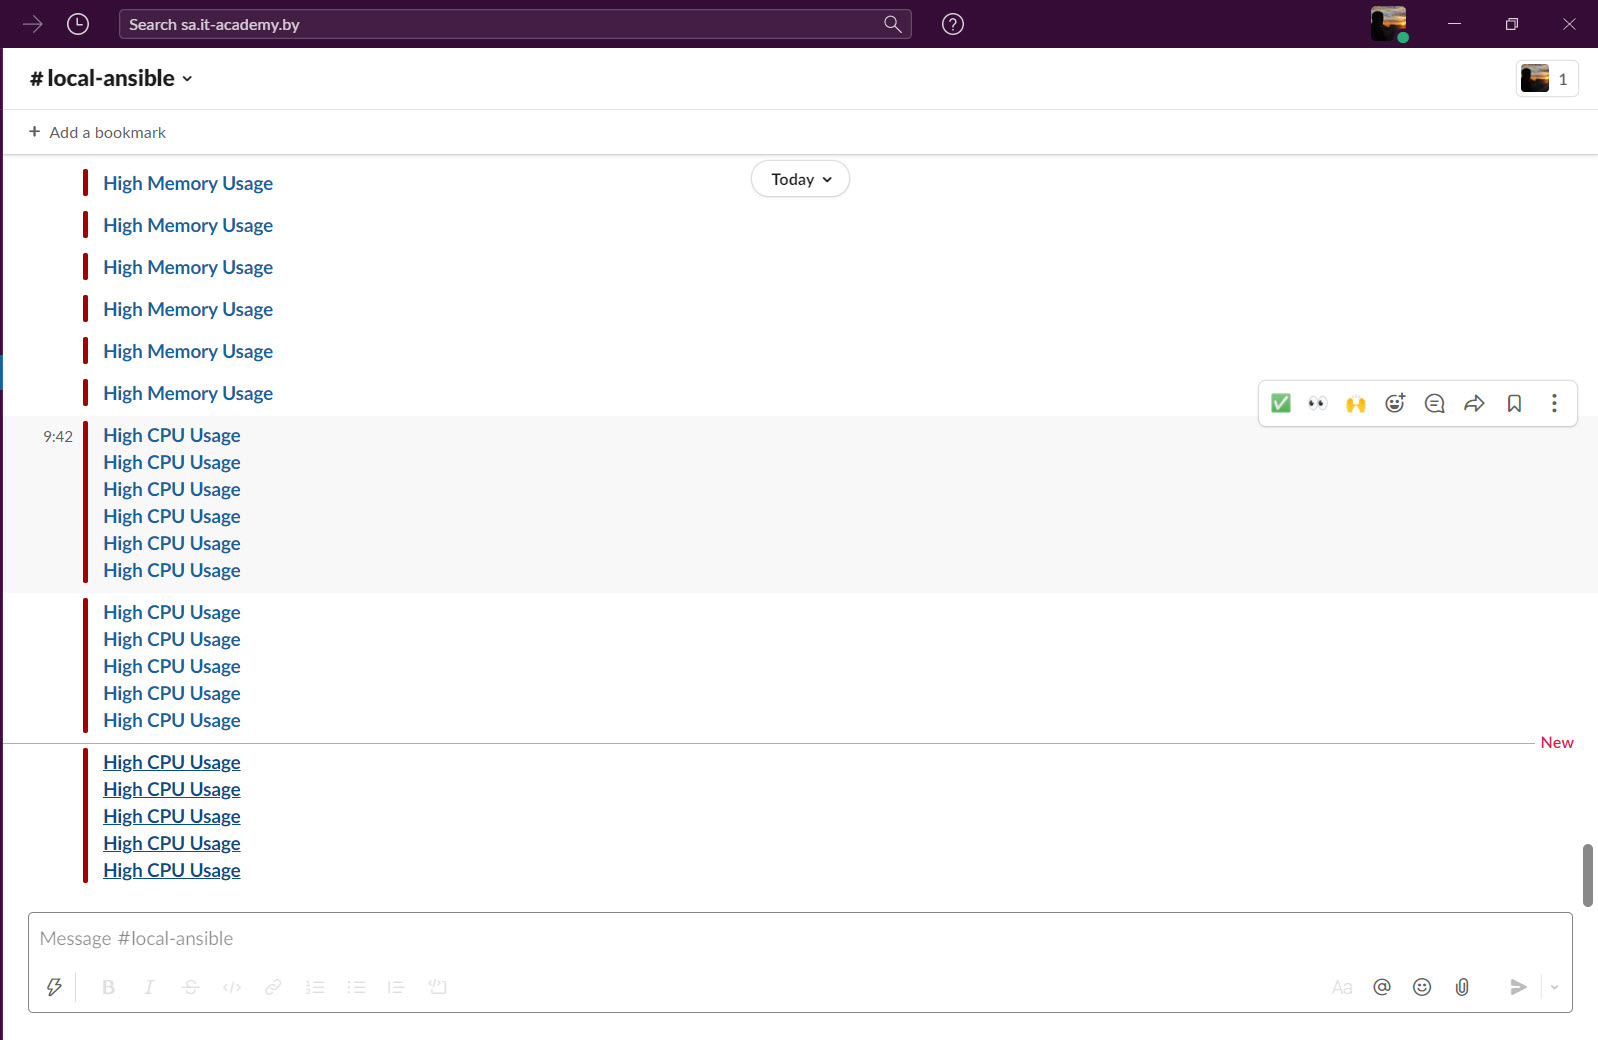 Search sa.it-academy.by
# local-ansible
1
+ Add a bookmark
Today
High Memory Usage
High Memory Usage
High Memory Usage
High Memory Usage
High Memory Usage
High Memory Usage
9:42
High CPU Usage
High CPU Usage
High CPU Usage
High CPU Usage
High CPU Usage
High CPU Usage
High CPU Usage
High CPU Usage
High CPU Usage
High CPU Usage
High CPU Usage
New
High CPU Usage
High CPU Usage
High CPU Usage
High CPU Usage
High CPU Usage
Message #local-ansible
B I S </> Aa @